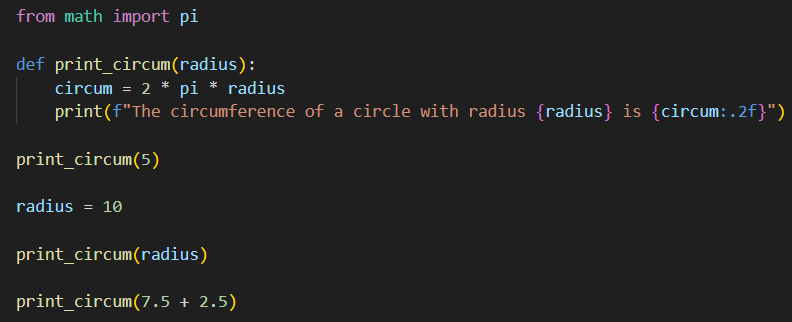 from math import pi
def print_circum(radius):
    circum = 2 * pi * radius
    print(f"The circumference of a circle with radius {radius} is {circum:.2f}")
print_circum(5)
radius = 10
print_circum(radius)
print_circum(7.5 + 2.5)